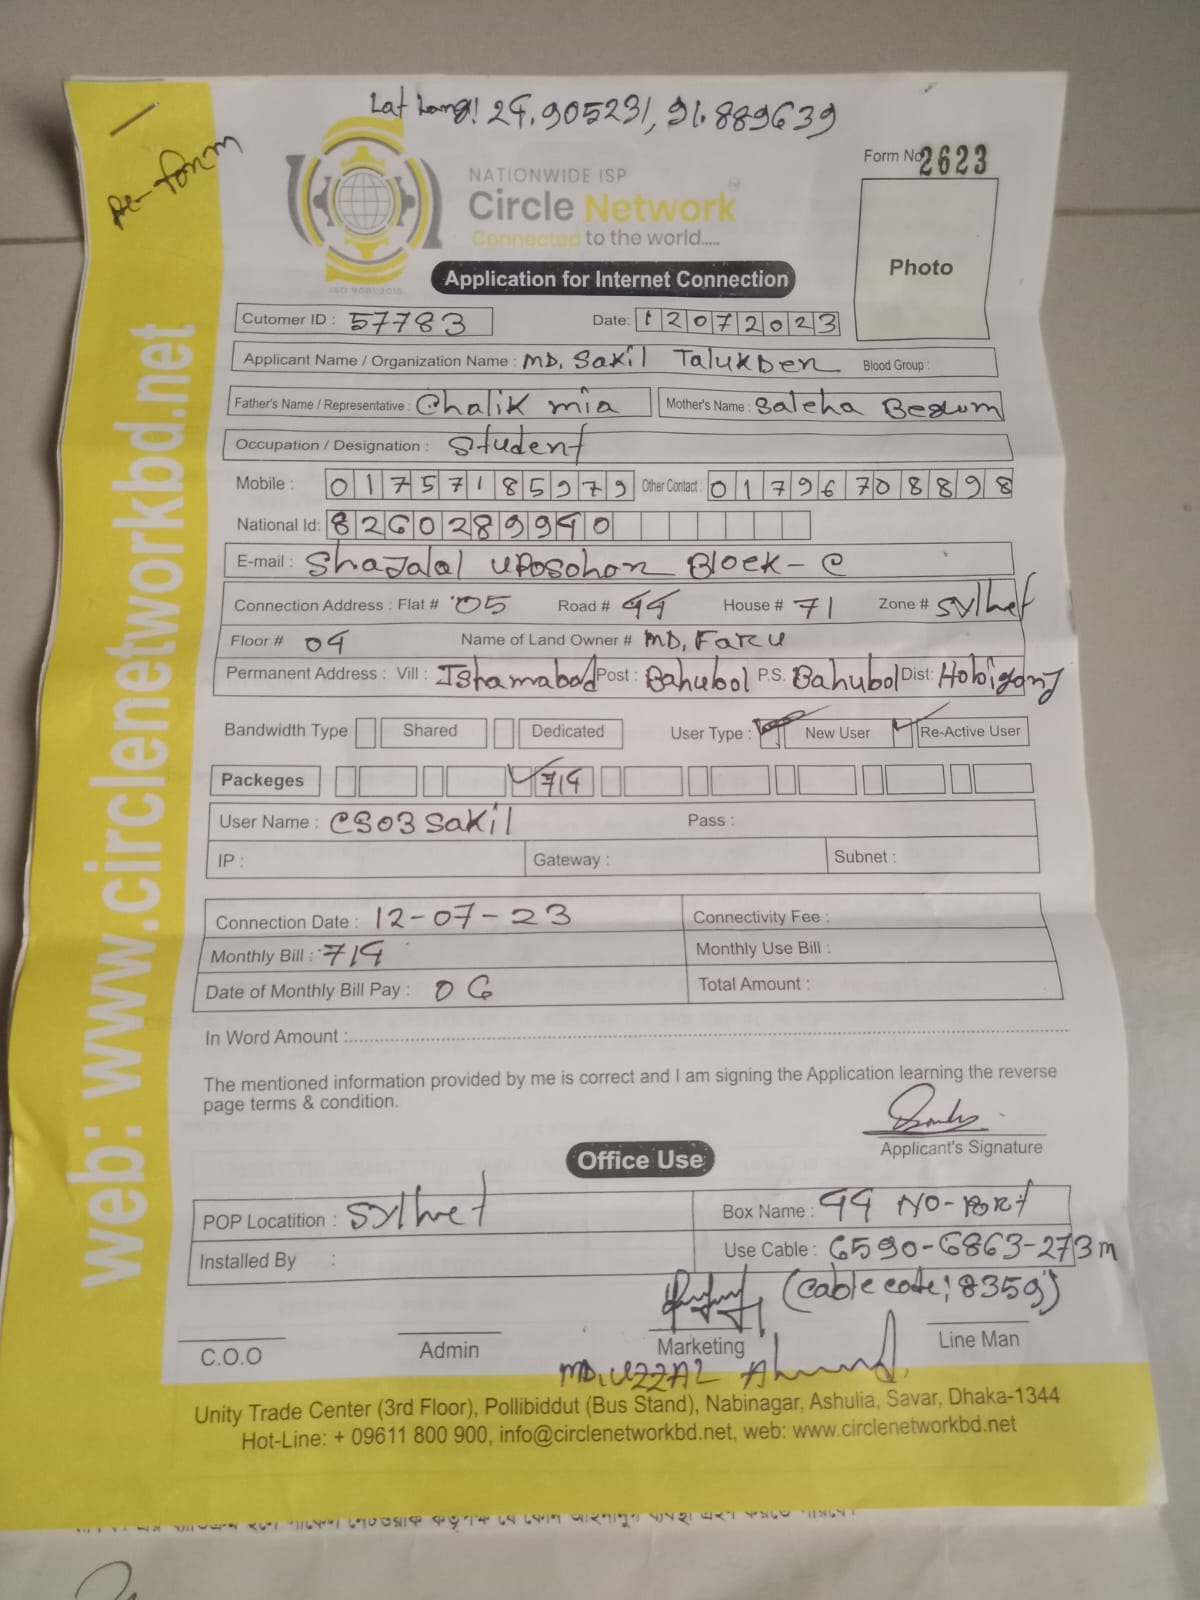 Lat Lang! 24.905231, 91.889639
Re-form
NATIONWIDE ISP
Circle Network
Connected to the world.....
ISO 9001:2015
Form No 2623
Photo
Application for Internet Connection
Cutomer ID : 57783 Date: 12072023
Applicant Name / Organization Name : MD. Sakil Talukder Blood Group :
Father's Name / Representative : Chalik mia Mother's Name : Saleha Begum
Occupation / Designation : Student
Mobile : 01757185979 Other Contact : 01796708898
National Id: 8260289940
E-mail : Shajalal uposohor Block - C
Connection Address : Flat # 05 Road # 44 House # 71 Zone # Sylhet
Floor # 04 Name of Land Owner # MD. Faru
Permanent Address : Vill : Ishamabad Post : Bahubol P.S. Bahubol Dist: Hobigonj
Bandwidth Type Shared Dedicated User Type : New User Re-Active User
Packeges 714
User Name : CS03Sakil Pass :
IP : Gateway : Subnet :
Connection Date : 12-07-23 Connectivity Fee :
Monthly Bill : 714 Monthly Use Bill :
Date of Monthly Bill Pay : 06 Total Amount :
In Word Amount :
The mentioned information provided by me is correct and I am signing the Application learning the reverse
page terms & condition.
Applicant's Signature
Office Use
POP Locatition : Sylhet Box Name : 44 NO-Port
Installed By : Use Cable : 6590-6863-273m
(Cable code: 8359)
C.O.O Admin Marketing Line Man
MD. UZZAL Ahmed
Unity Trade Center (3rd Floor), Pollibiddut (Bus Stand), Nabinagar, Ashulia, Savar, Dhaka-1344
Hot-Line: + 09611 800 900, info@circlenetworkbd.net, web: www.circlenetworkbd.net
web: www.circlenetworkbd.net